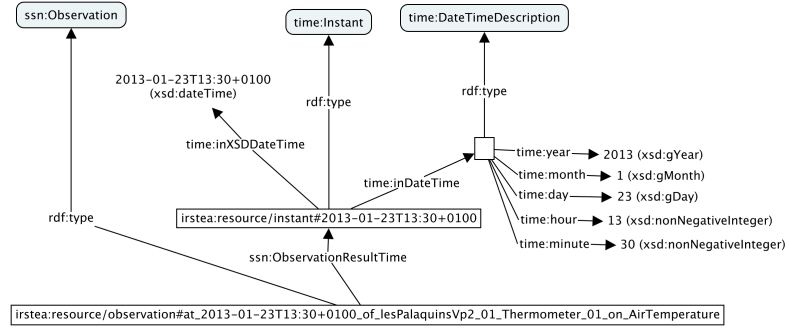 ssn:Observation
time:Instant
time:DateTimeDescription
2013-01-23T13:30+0100
(xsd:dateTime)
rdf:type
rdf:type
time:inXSDDateTime
time:year
2013 (xsd:gYear)
time:month
1 (xsd:gMonth)
time:inDateTime
time:day
23 (xsd:gDay)
rdf:type
irstea:resource/instant#2013-01-23T13:30+0100
time:hour
13 (xsd:nonNegativeInteger)
time:minute
30 (xsd:nonNegativeInteger)
ssn:ObservationResultTime
irstea:resource/observation#at_2013-01-23T13:30+0100_of_lesPalaquinsVp2_01_Thermometer_01_on_AirTemperature